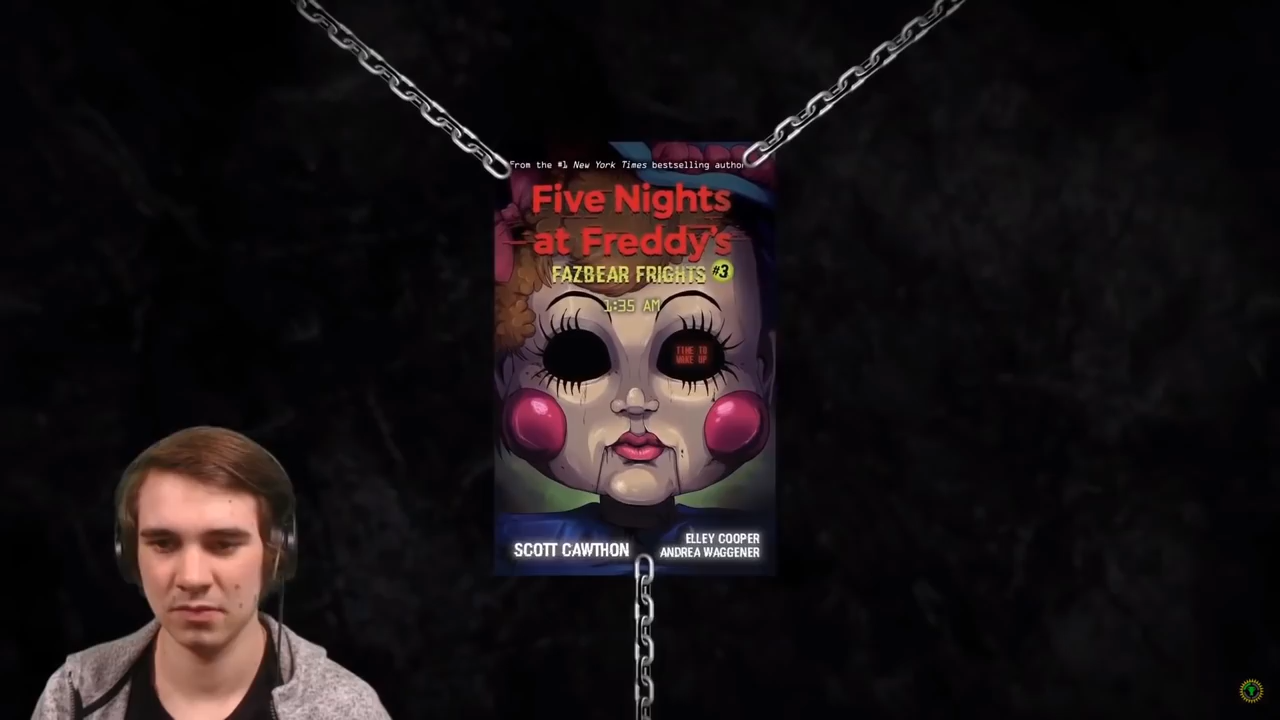 From the #1 New York Times bestselling author
Five Nights
at Freddy's
FAZBEAR FRIGHTS #3
1:35 AM
TIME TO
WAKE UP
SCOTT CAWTHON
ELLEY COOPER
ANDREA WAGGENER